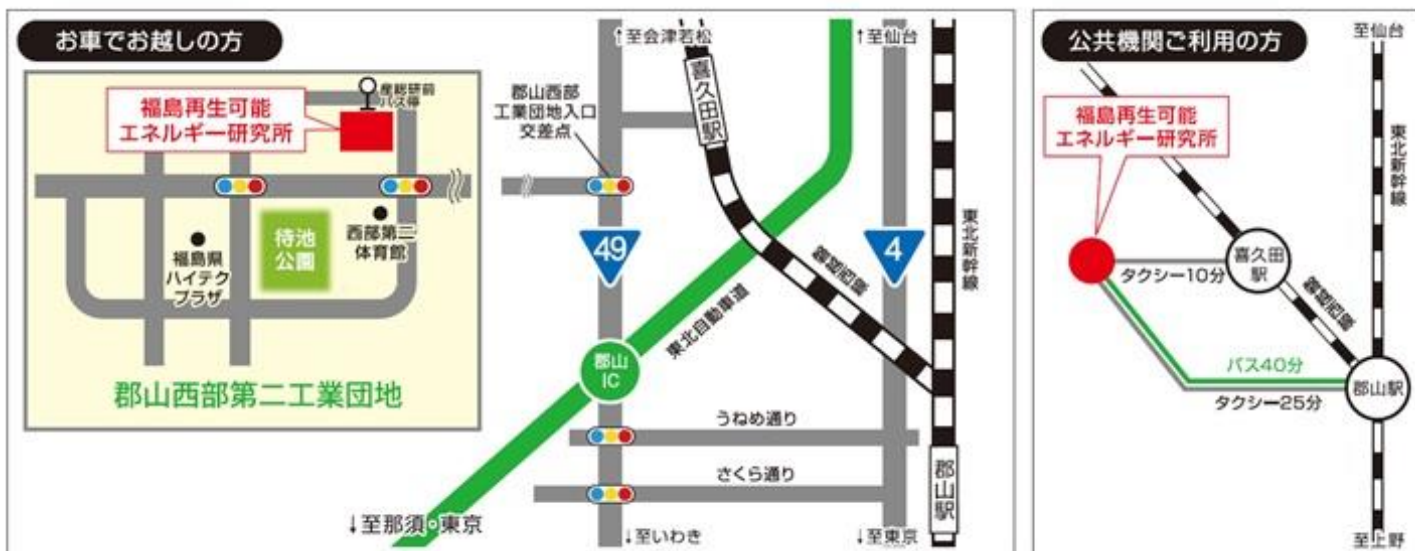 お車でお越しの方
産総研前
バス停
福島再生可能
エネルギー研究所
福島県
ハイテク
プラザ
待池
公園
西部第二
体育館
郡山西部第二工業団地
↑至会津若松
↑至仙台
喜久田駅
郡山西部
工業団地入口
交差点
49
4
東北新幹線
磐越西線
東北自動車道
郡山
IC
うねめ通り
さくら通り
郡山駅
↓至那須・東京
↓至いわき
↓至東京
公共機関ご利用の方
至仙台
福島再生可能
エネルギー研究所
東北新幹線
喜久田
駅
タクシー10分
磐越西線
バス40分
郡山駅
タクシー25分
至上野